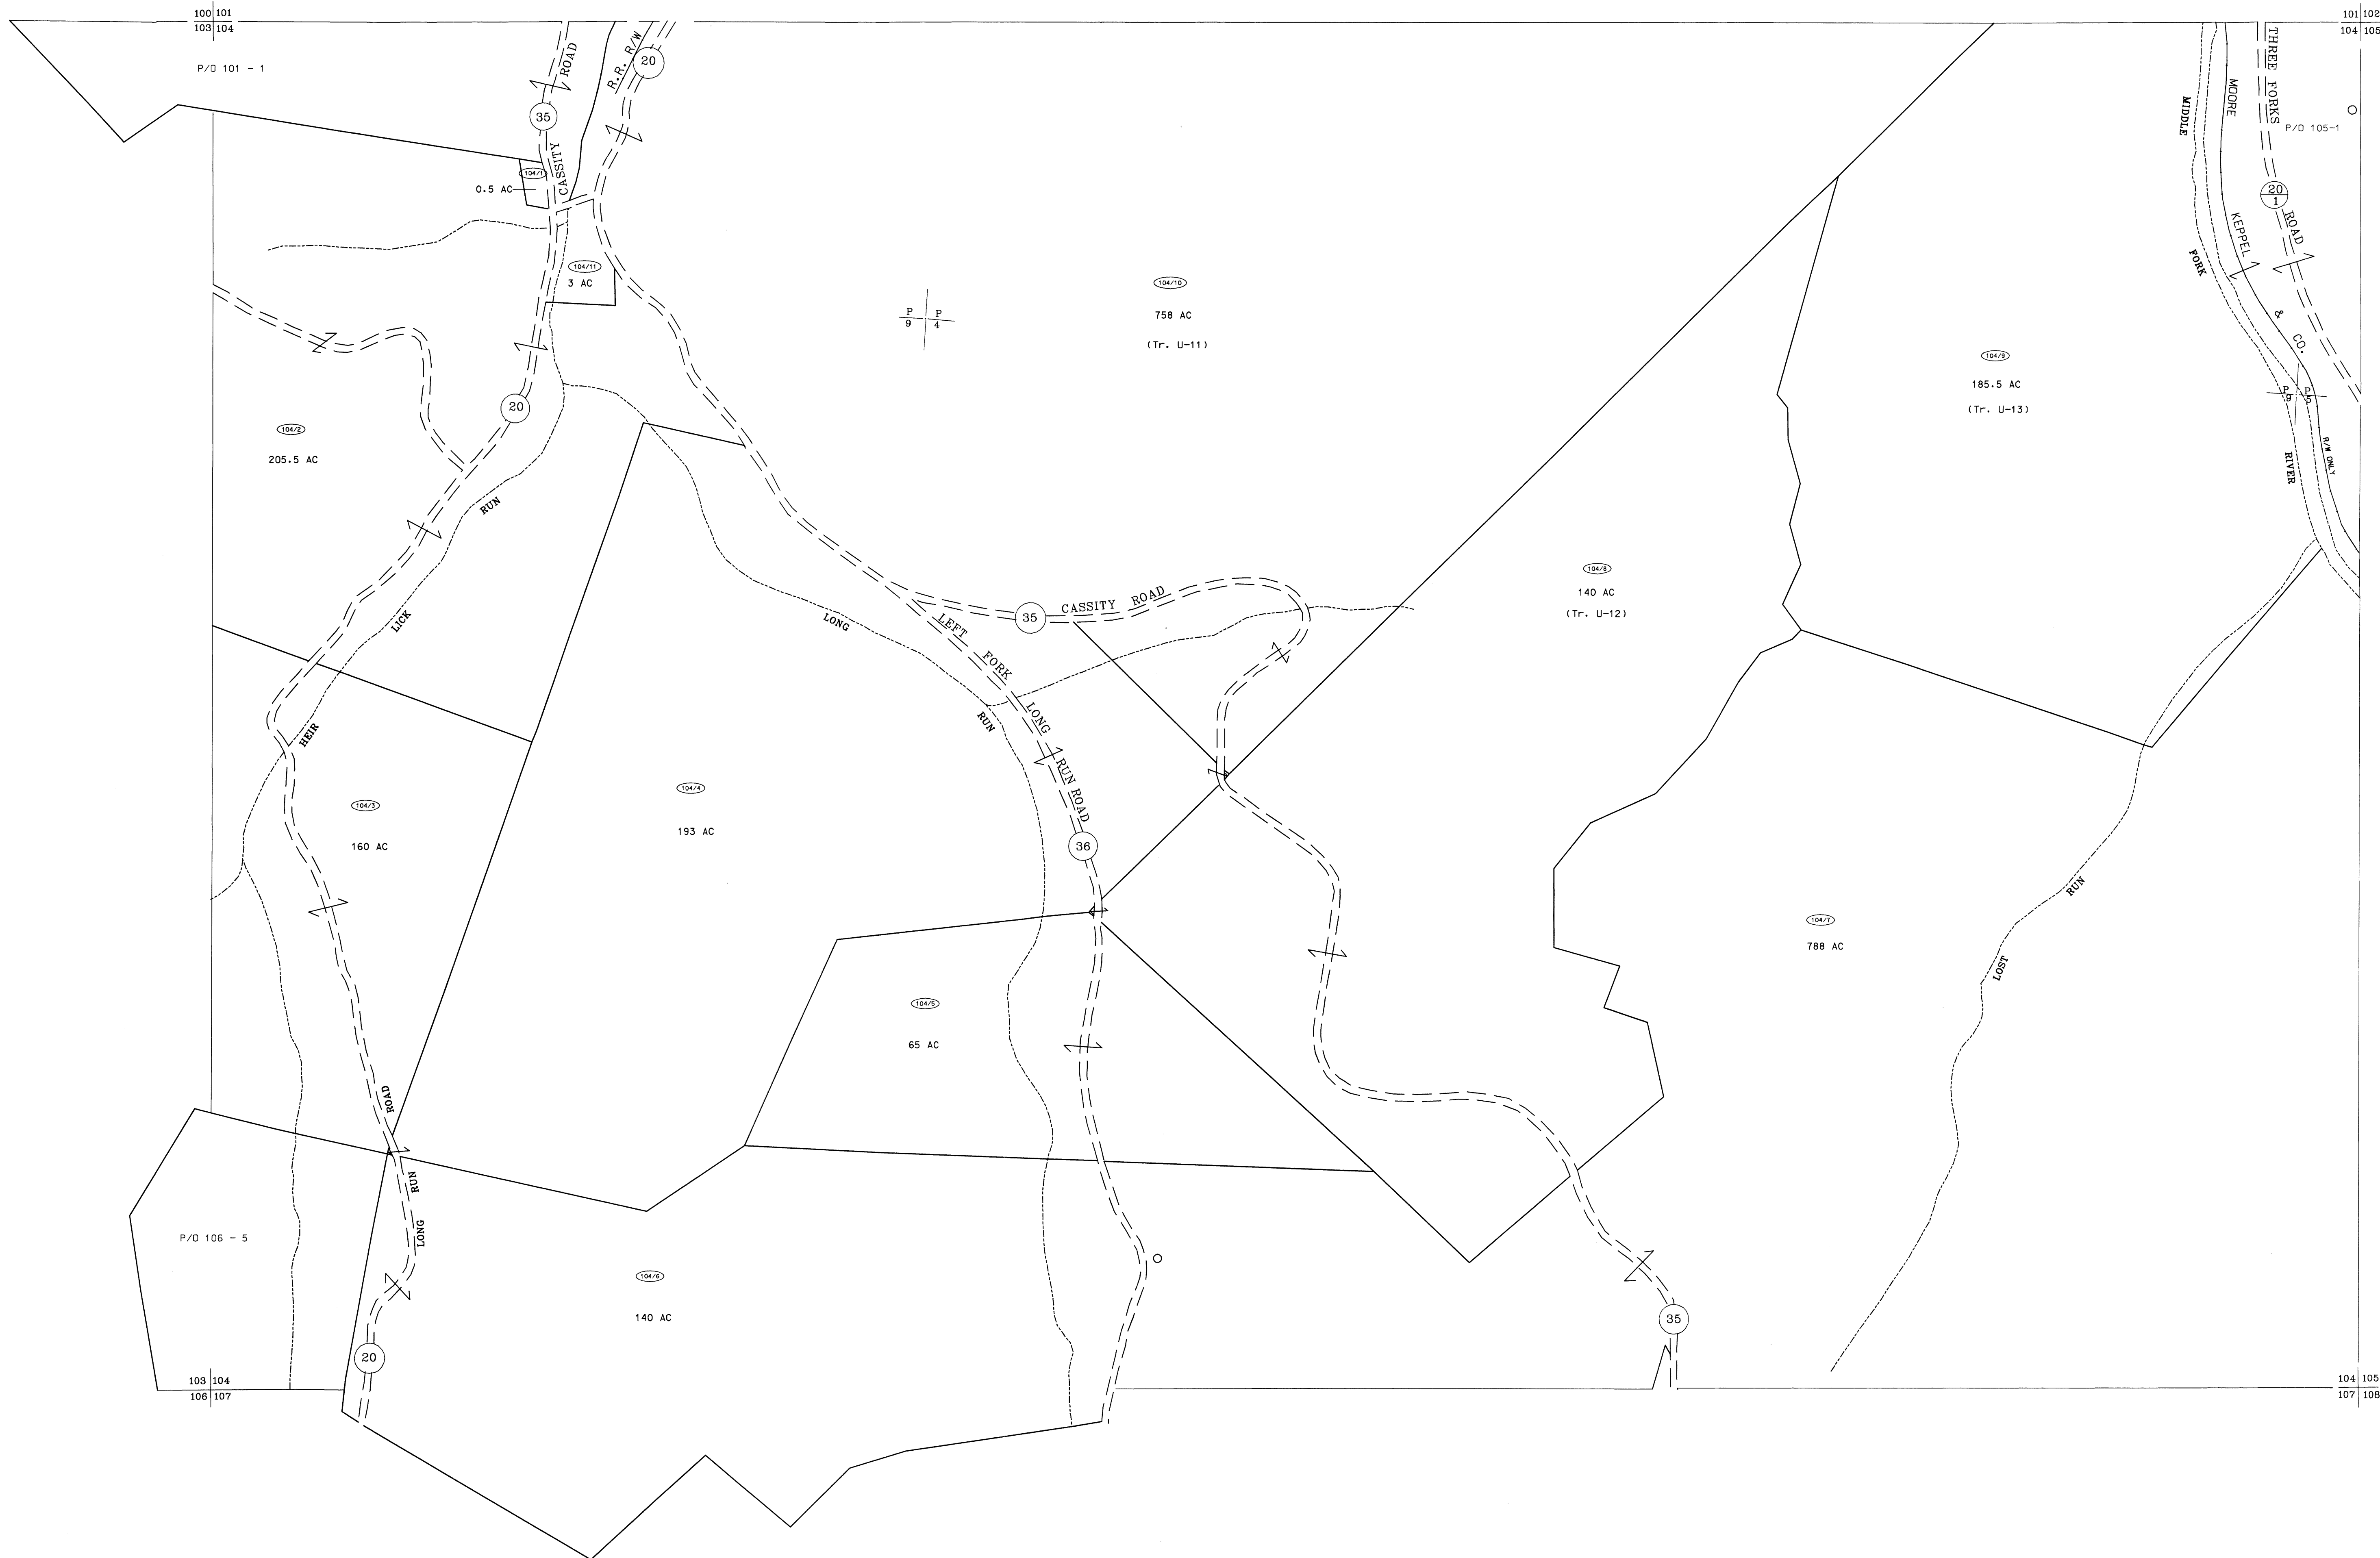 100 101
103 104
101 102
104 105
P/O 101 - 1
ROAD
R.R. R/W
20
35
CASSITY
104/1
0.5 AC
104/11
3 AC
THREE FORKS
ROAD
MOORE
KEPPEL
& CO.
R/W ONLY
MIDDLE
FORK
RIVER
P/O 105-1
20
1
P P
9 4
104/10
758 AC
(Tr. U-11)
104/9
185.5 AC
(Tr. U-13)
P P
9 5
104/2
205.5 AC
20
RUN
LICK
HEIR
104/8
140 AC
(Tr. U-12)
35
CASSITY ROAD
LEFT
FORK
LONG
RUN ROAD
LONG
RUN
36
104/3
160 AC
104/4
193 AC
104/5
65 AC
104/7
788 AC
RUN
LOST
ROAD
RUN
LONG
P/O 106 - 5
104/6
140 AC
20
35
103 104
106 107
104 105
107 108